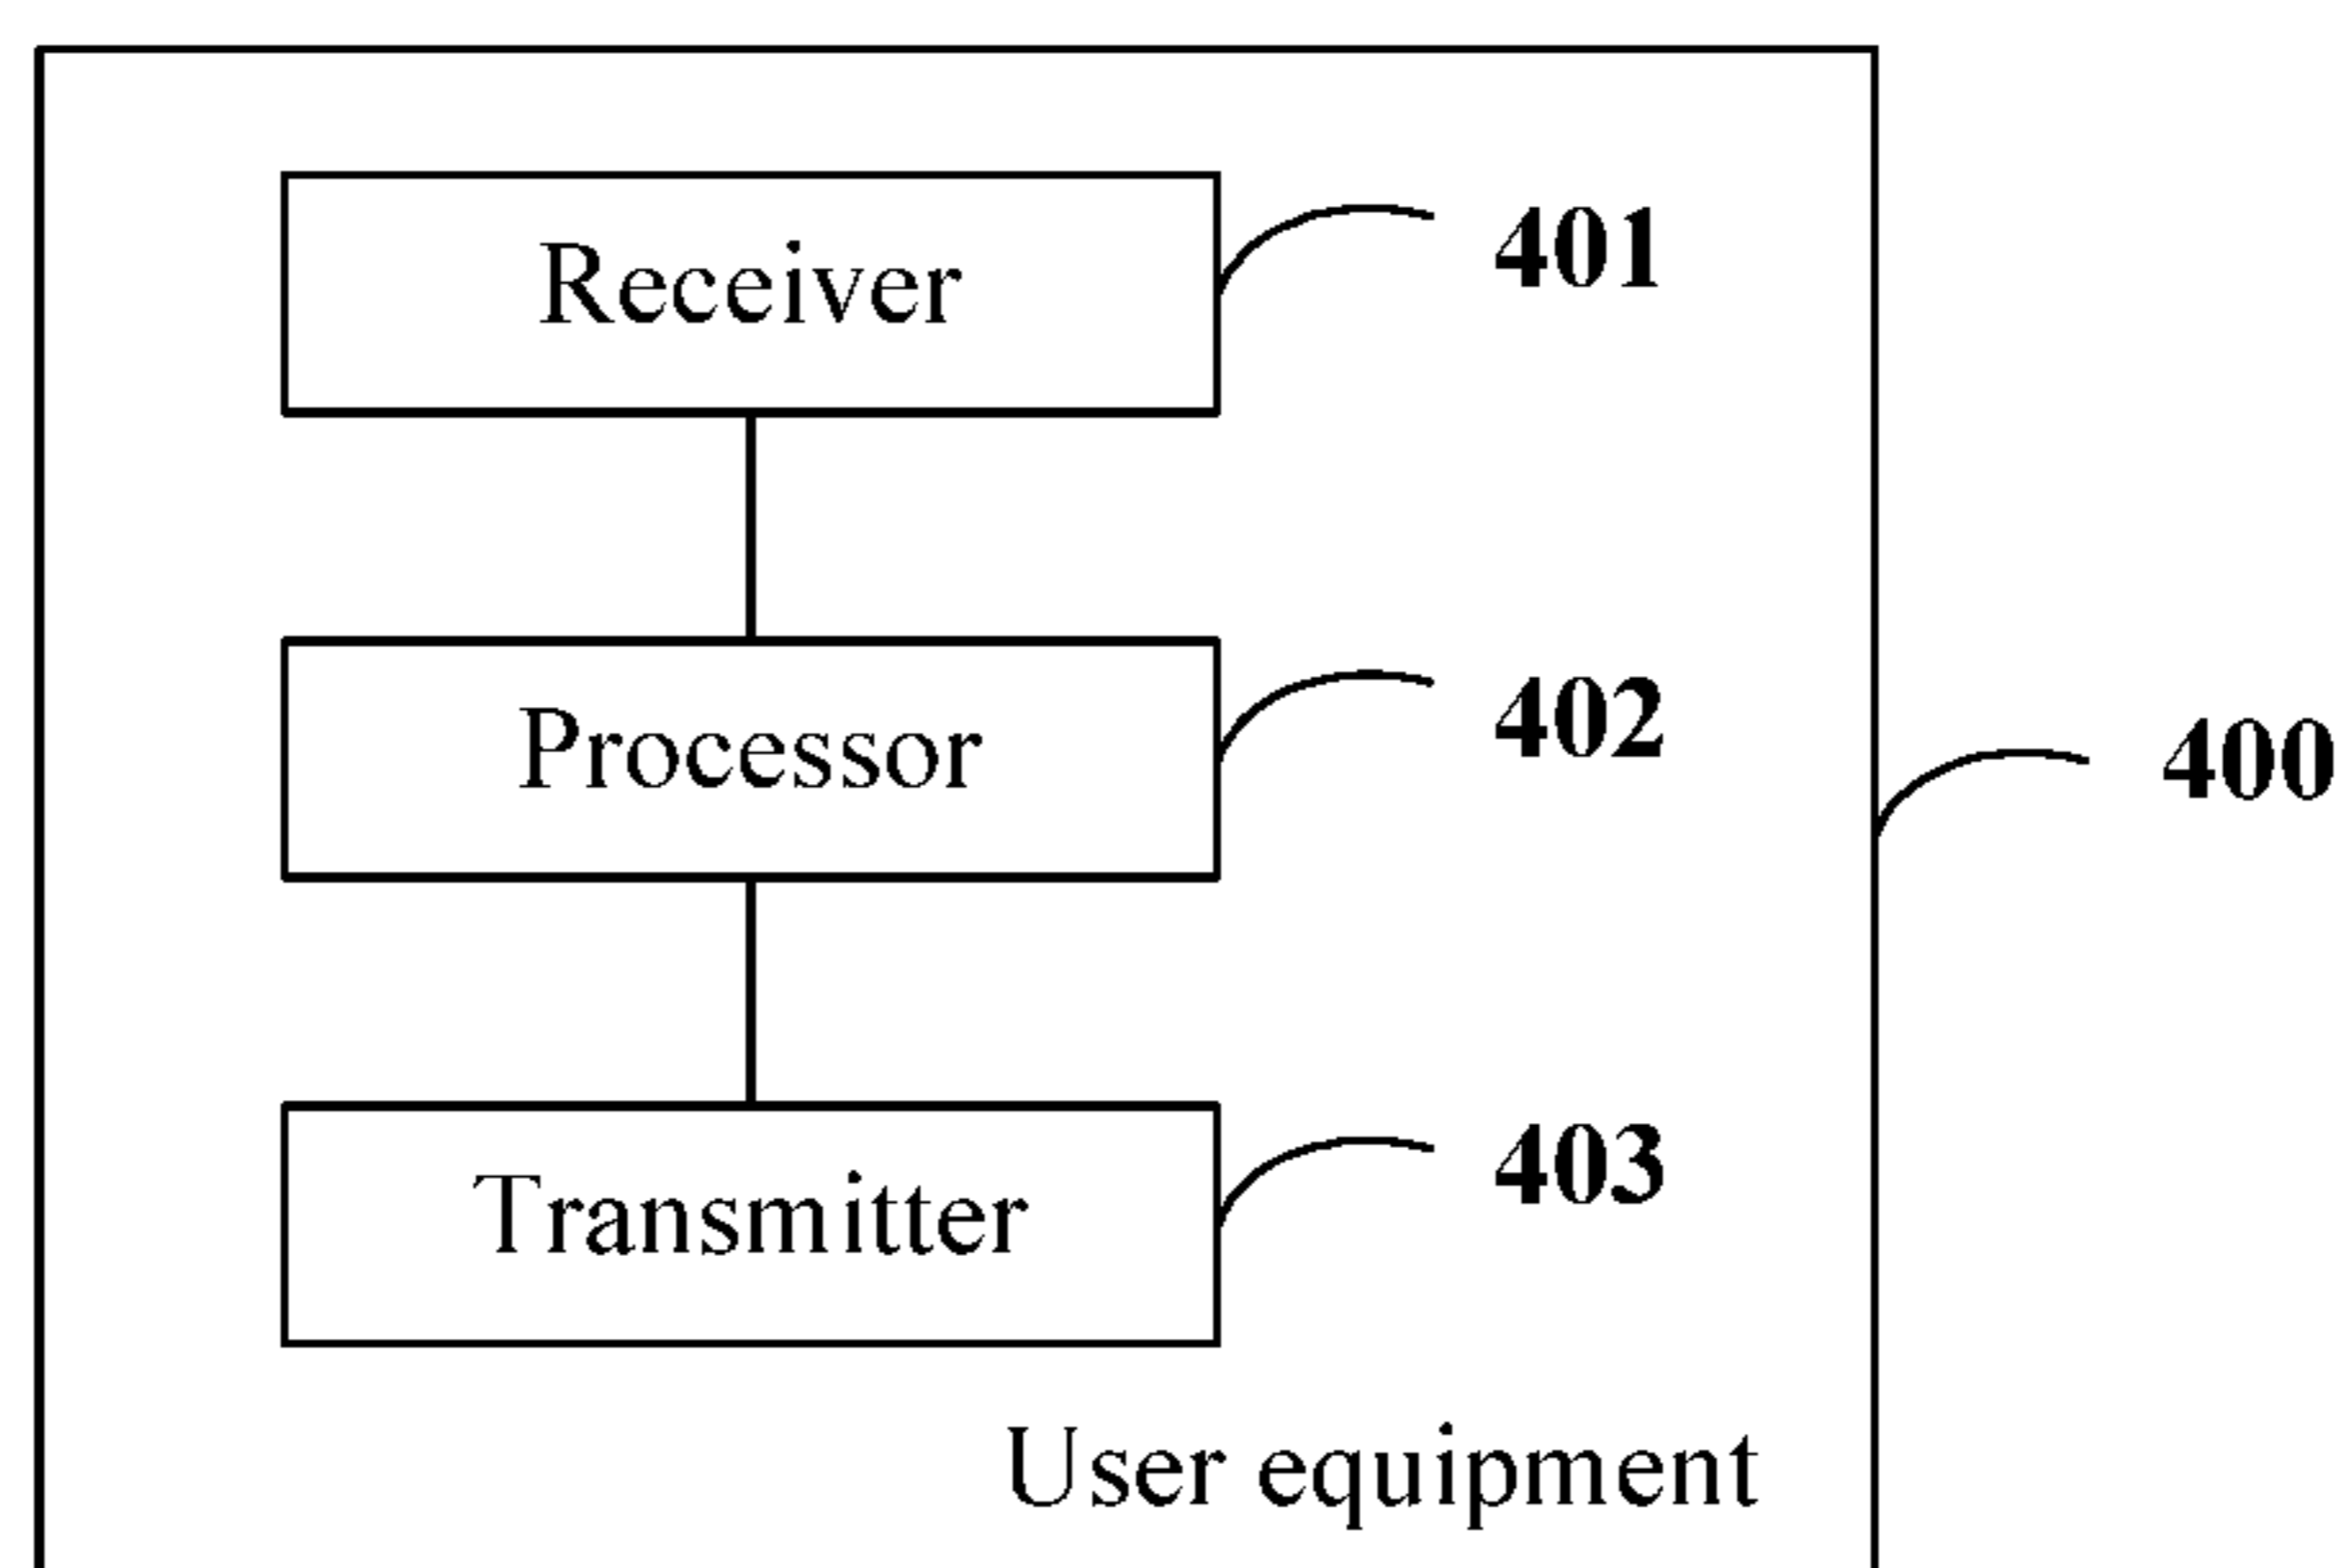 Receiver
401
Processor
402
400
Transmitter
403
User equipment